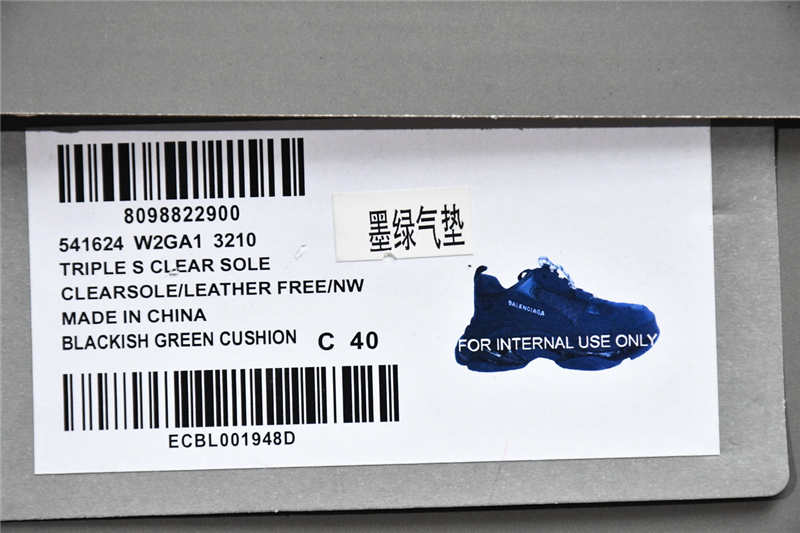 8098822900
541624 W2GA1 3210
TRIPLE S CLEAR SOLE
CLEARSOLE/LEATHER FREE/NW
MADE IN CHINA
BLACKISH GREEN CUSHION C 40
ECBL001948D
墨绿气垫
BALENCIAGA
FOR INTERNAL USE ONLY